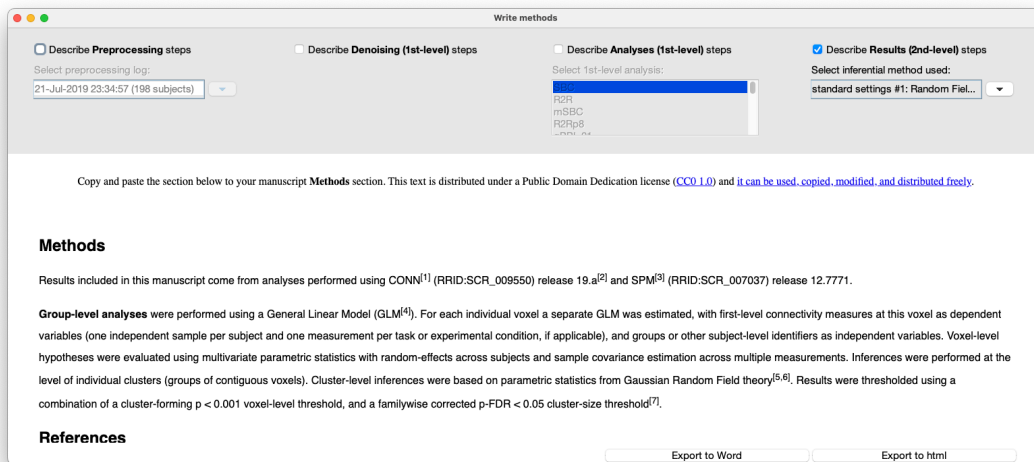 Write methods
Describe Preprocessing steps
Describe Denoising (1st-level) steps
Describe Analyses (1st-level) steps
Describe Results (2nd-level) steps
Select preprocessing log:
Select 1st-level analysis:
Select inferential method used:
21-Jul-2019 23:34:57 (198 subjects)
SBC
R2R
mSBC
R2Rp8
standard settings #1: Random Fiel...
Copy and paste the section below to your manuscript Methods section. This text is distributed under a Public Domain Dedication license (CC0 1.0) and it can be used, copied, modified, and distributed freely.
Methods
Results included in this manuscript come from analyses performed using CONN[1] (RRID:SCR_009550) release 19.a[2] and SPM[3] (RRID:SCR_007037) release 12.7771.
Group-level analyses were performed using a General Linear Model (GLM[4]). For each individual voxel a separate GLM was estimated, with first-level connectivity measures at this voxel as dependent
variables (one independent sample per subject and one measurement per task or experimental condition, if applicable), and groups or other subject-level identifiers as independent variables. Voxel-level
hypotheses were evaluated using multivariate parametric statistics with random-effects across subjects and sample covariance estimation across multiple measurements. Inferences were performed at the
level of individual clusters (groups of contiguous voxels). Cluster-level inferences were based on parametric statistics from Gaussian Random Field theory[5,6]. Results were thresholded using a
combination of a cluster-forming p < 0.001 voxel-level threshold, and a familywise corrected p-FDR < 0.05 cluster-size threshold[7].
References
Export to Word
Export to html